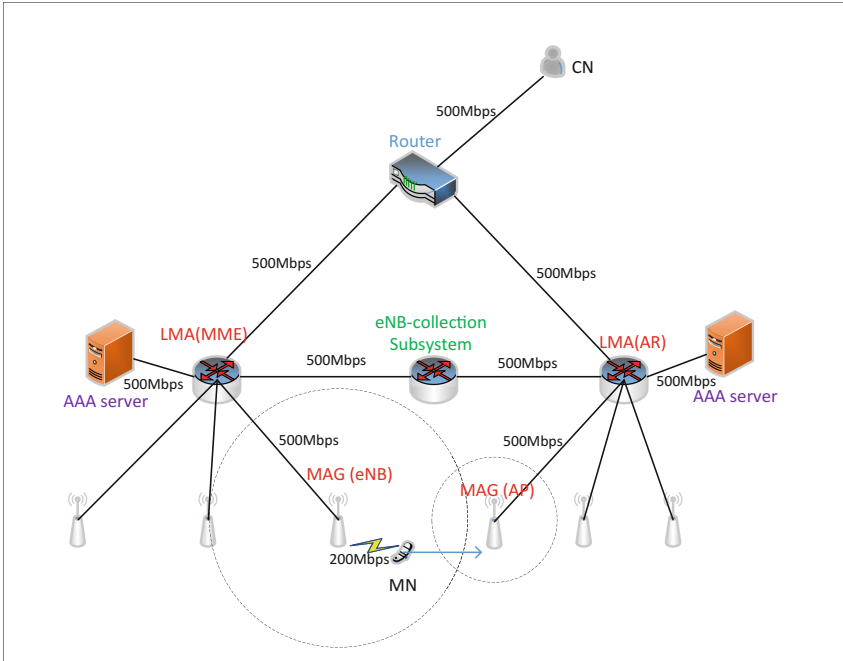 CN
500Mbps
Router
500Mbps
500Mbps
LMA(MME)
eNB-collection
Subsystem
LMA(AR)
500Mbps
500Mbps
500Mbps
500Mbps
AAA server
AAA server
500Mbps
500Mbps
MAG (eNB)
MAG (AP)
200Mbps
MN